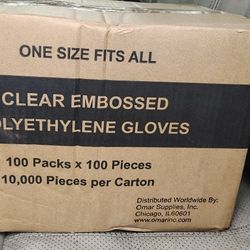 ONE SIZE FITS ALL
CLEAR EMBOSSED
OLYETHYLENE GLOVES
100 Packs x 100 Pieces
10,000 Pieces per Carton
Distributed Worldwide By:
Omar Supplies, Inc.
Chicago, IL60601
www.omarinc.com